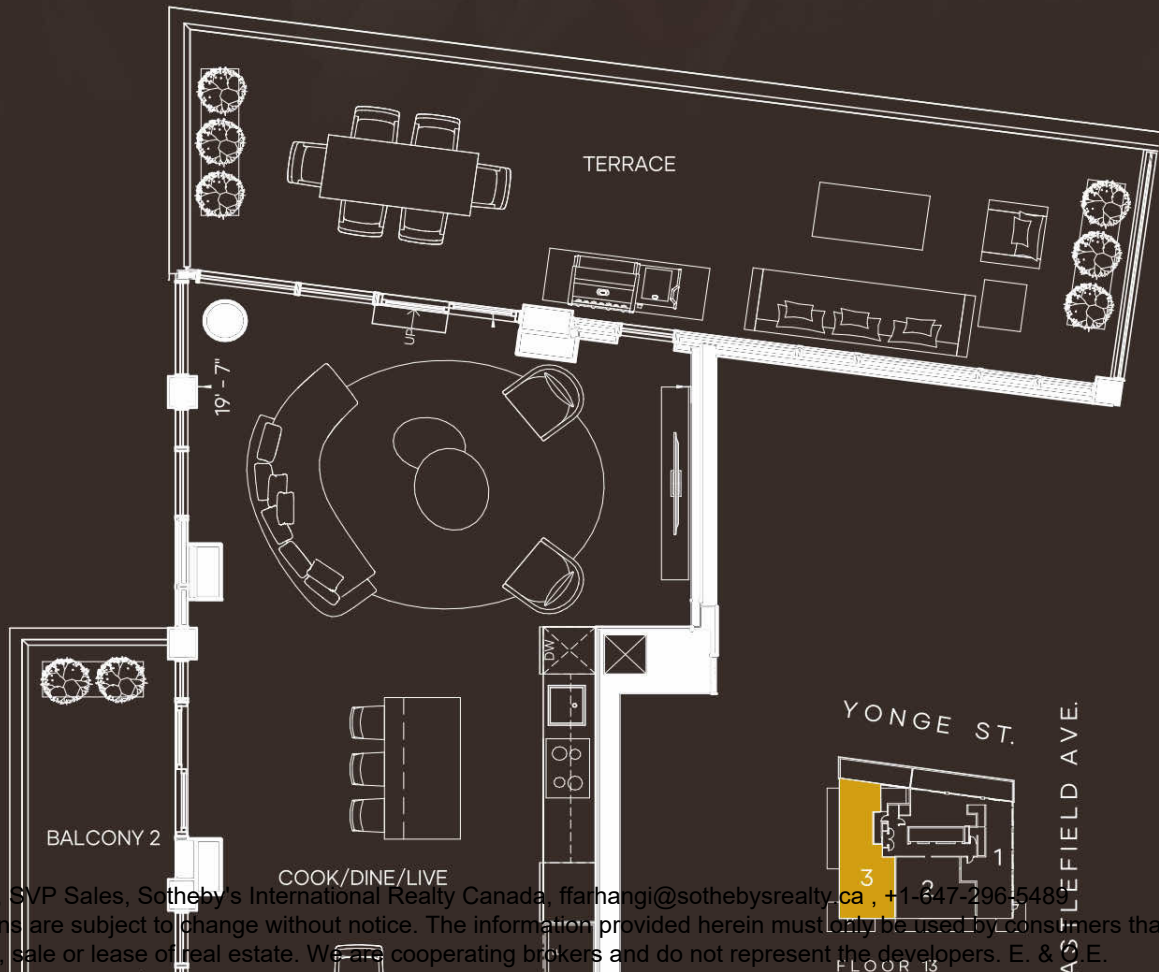 TERRACE
UP
19' - 7"
DW
YONGE ST.
ASLEFIELD AVE.
BALCONY 2
1
3
2
COOK/DINE/LIVE
, SVP Sales, Sotheby's International Realty Canada, ffarhangi@sothebysrealty.ca , +1-647-296-5489
ns are subject to change without notice. The information provided herein must only be used by consumers tha
, sale or lease of real estate. We are cooperating brokers and do not represent the developers. E. & O.E.
FLOOR 13